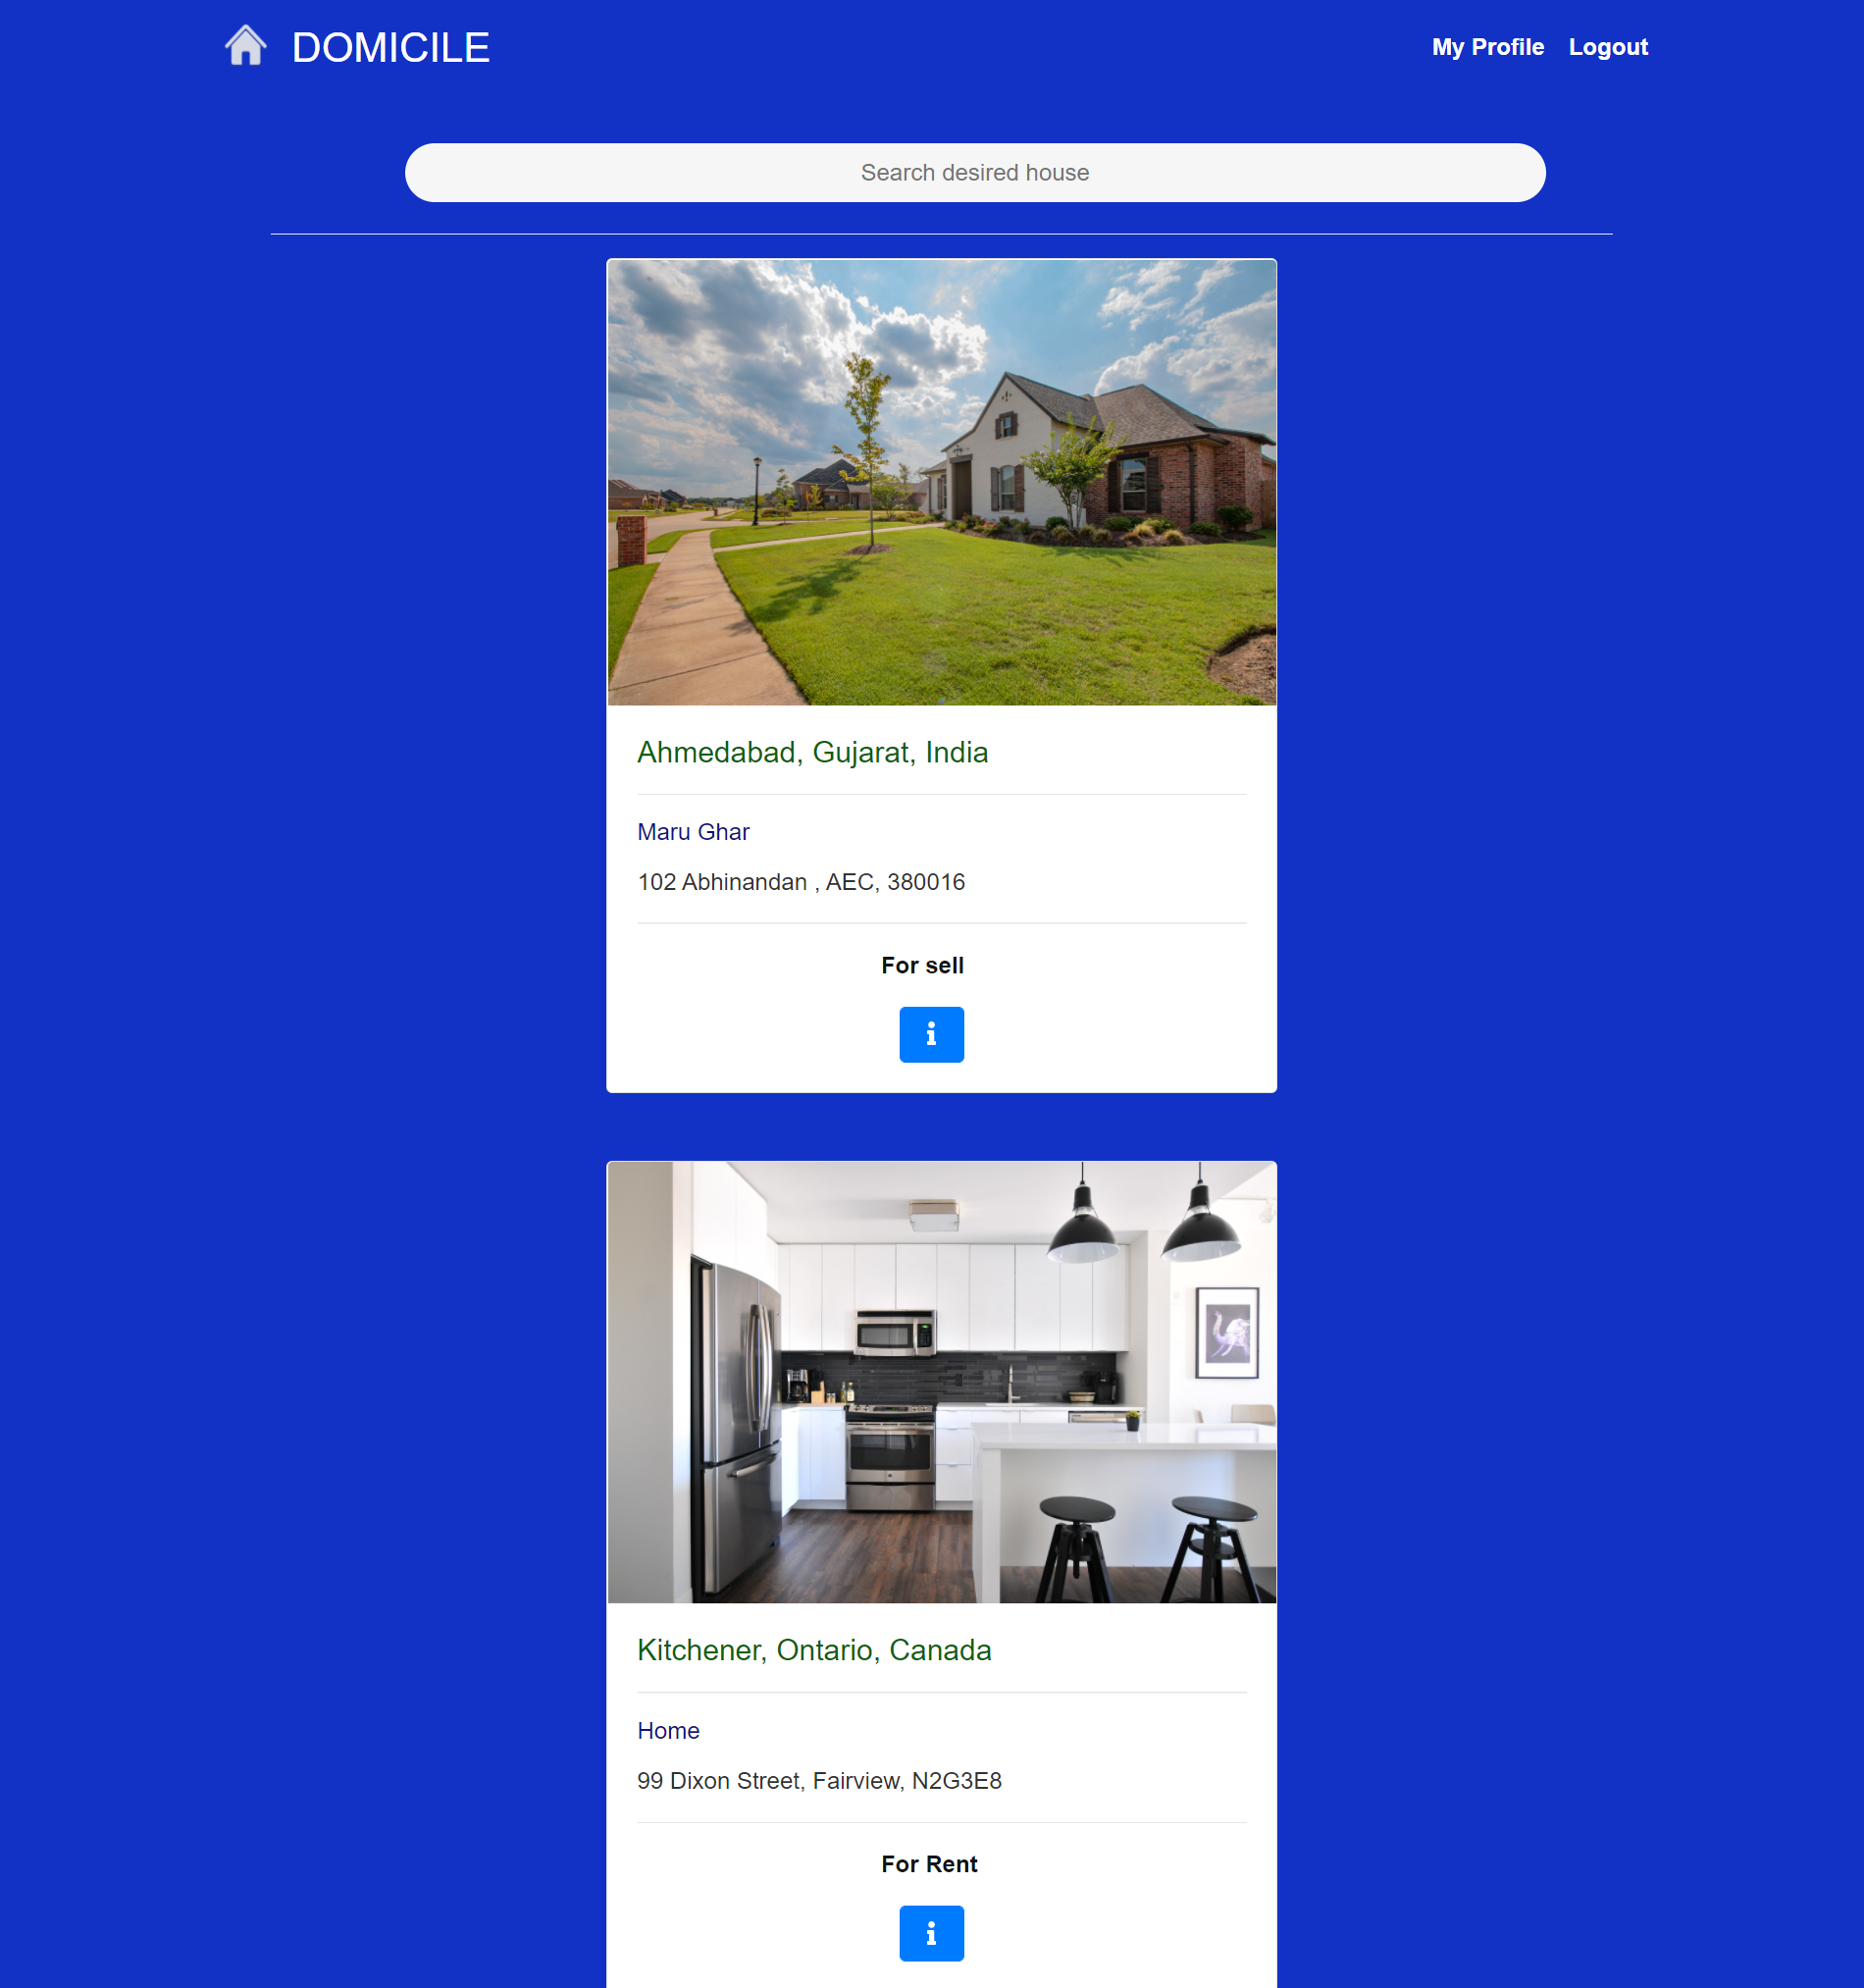 DOMICILE
My Profile Logout
Search desired house
Ahmedabad, Gujarat, India
Maru Ghar
102 Abhinandan , AEC, 380016
For sell
Kitchener, Ontario, Canada
Home
99 Dixon Street, Fairview, N2G3E8
For Rent